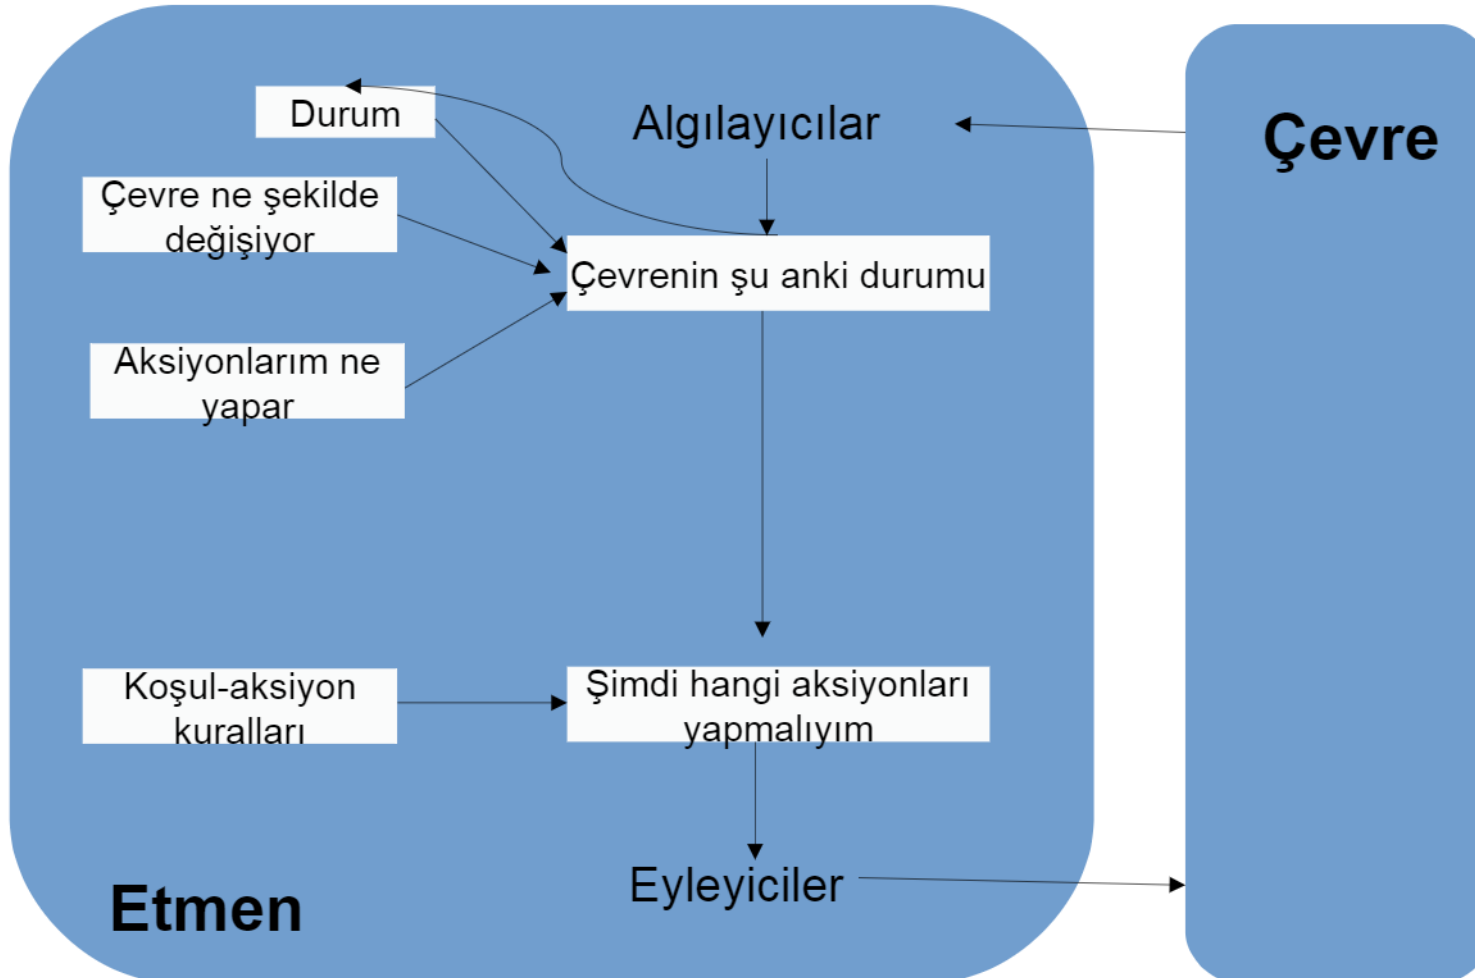 Durum
Algılayıcılar
Çevre
Çevre ne şekilde
değişiyor
Çevrenin şu anki durumu
Aksiyonlarım ne
yapar
Koşul-aksiyon
kuralları
Şimdi hangi aksiyonları
yapmalıyım
Eyleyiciler
Etmen